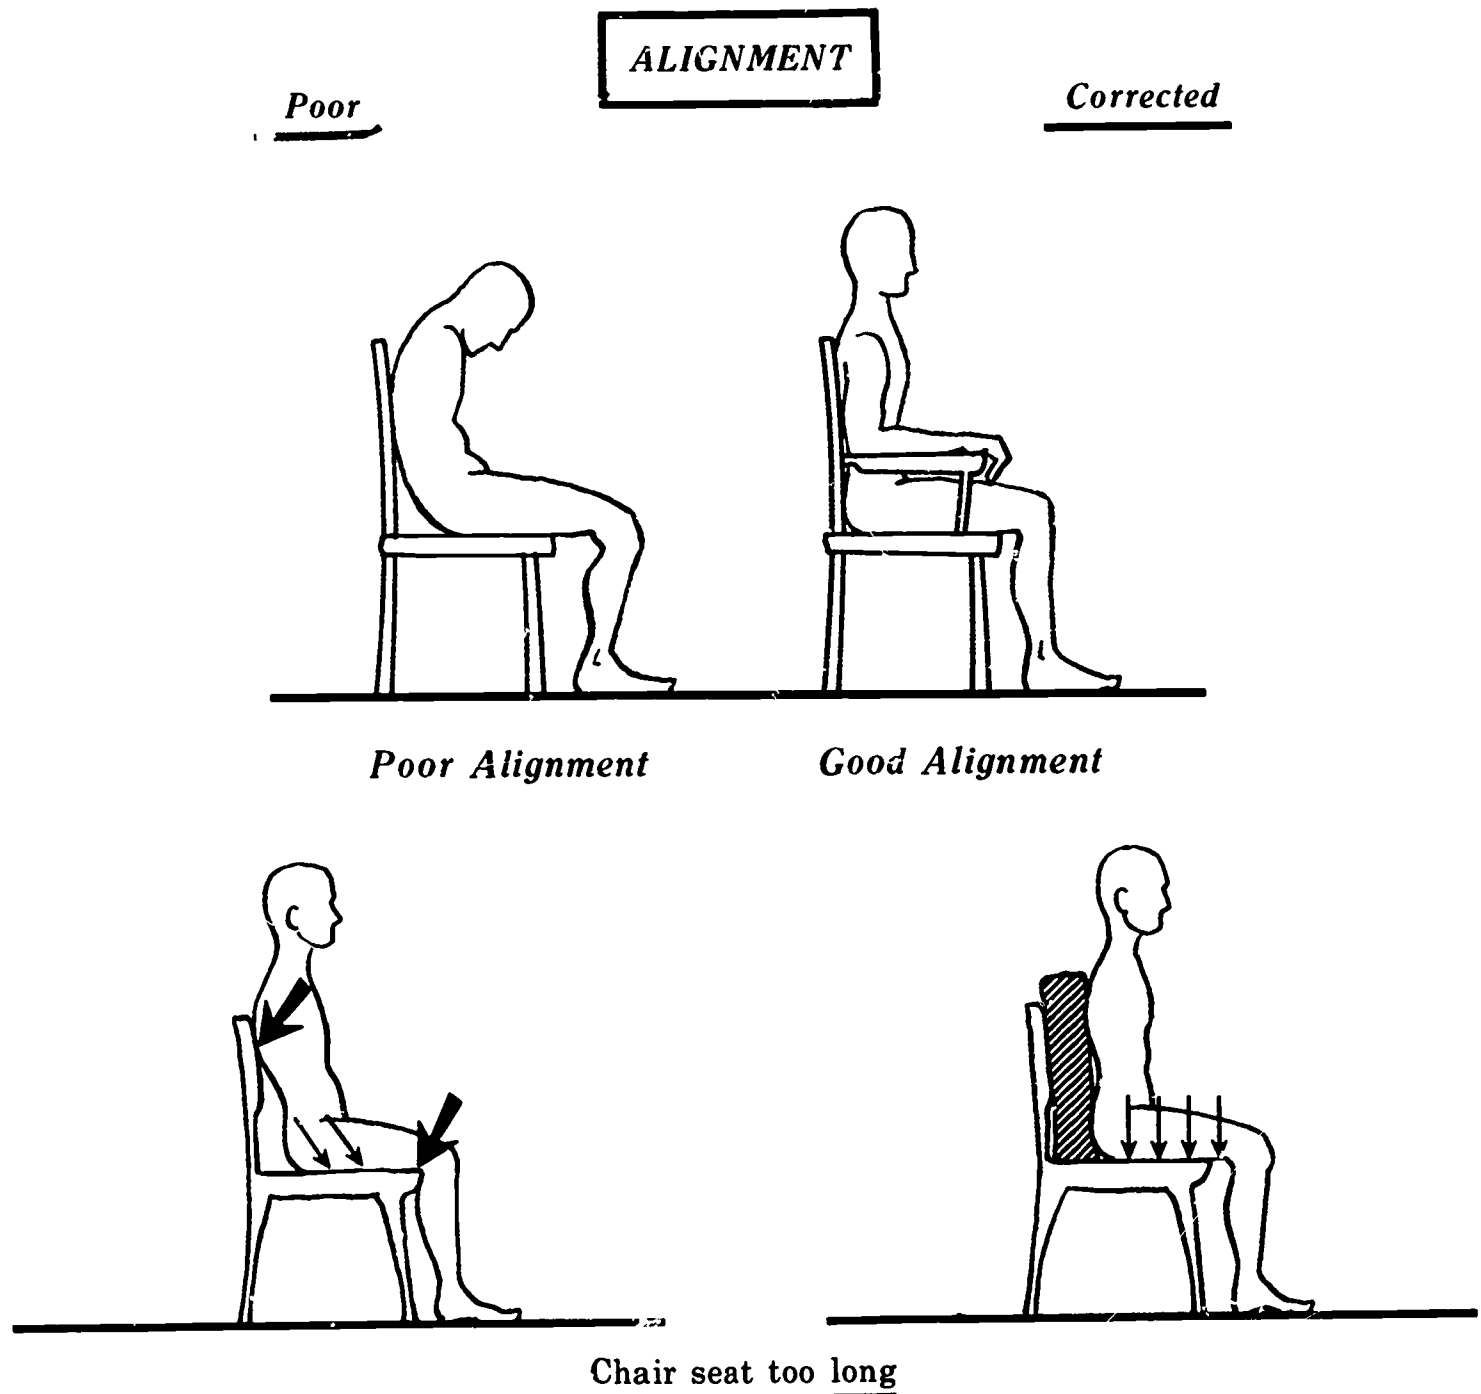 ALIGNMENT
Poor
Corrected
Poor Alignment
Good Alignment
Chair seat too long